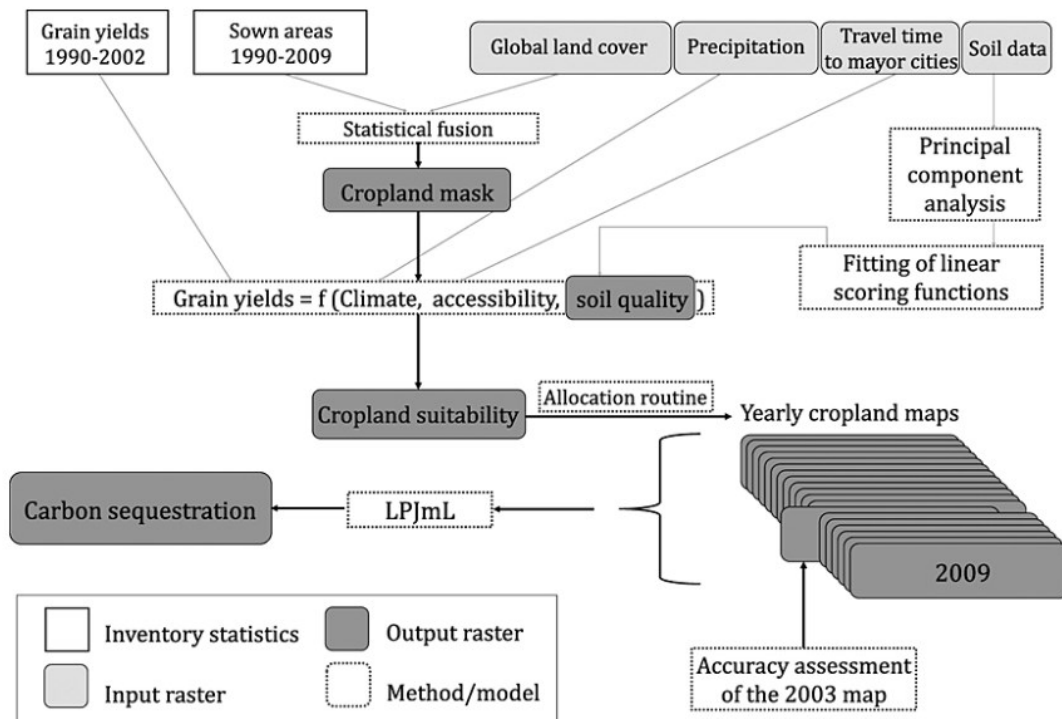 Grain yields
1990-2002
Sown areas
1990-2009
Global land cover
Precipitation
Travel time
to mayor cities
Soil data
Statistical fusion
Principal
component
analysis
Cropland mask
Fitting of linear
scoring functions
Grain yields = f (Climate, accessibility, soil quality )
Cropland suitability
Allocation routine
Yearly cropland maps
Carbon sequestration
LPJmL
2009
Inventory statistics
Output raster
Input raster
Method/model
Accuracy assessment
of the 2003 map